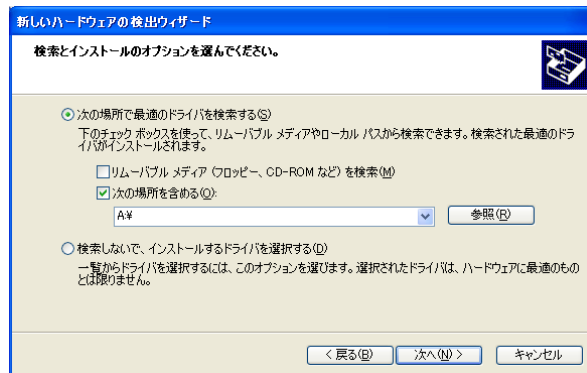 新しいハードウェアの検出ウィザード
検索とインストールのオプションを選んでください。
次の場所で最適のドライバを検索する(S)
下のチェック ボックスを使って、リムーバブル メディアやローカル パスから検索できます。検索された最適のドラ
イバがインストールされます。
リムーバブル メディア (フロッピー、CD-ROM など) を検索(M)
次の場所を含める(O):
A:¥
参照(R)
検索しないで、インストールするドライバを選択する(D)
一覧からドライバを選択するには、このオプションを選びます。選択されたドライバは、ハードウェアに最適のもの
とは限りません。
< 戻る(B)
次へ(N) >
キャンセル